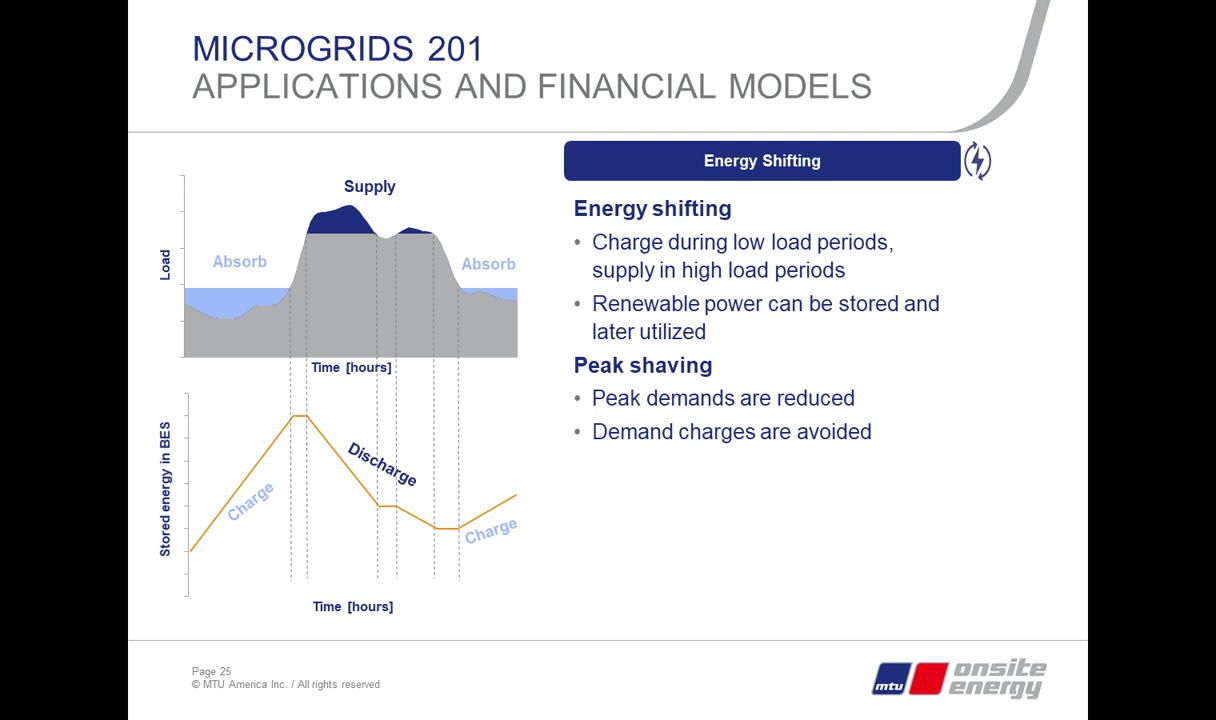 MICROGRIDS 201
APPLICATIONS AND FINANCIAL MODELS
Energy Shifting
Supply
Load
Absorb
Absorb
Time [hours]
Stored energy in BES
Charge
Discharge
Charge
Time [hours]
Energy shifting
• Charge during low load periods,
supply in high load periods
• Renewable power can be stored and
later utilized
Peak shaving
• Peak demands are reduced
• Demand charges are avoided
Page 25
© MTU America Inc. / All rights reserved
mtu
onsite
energy